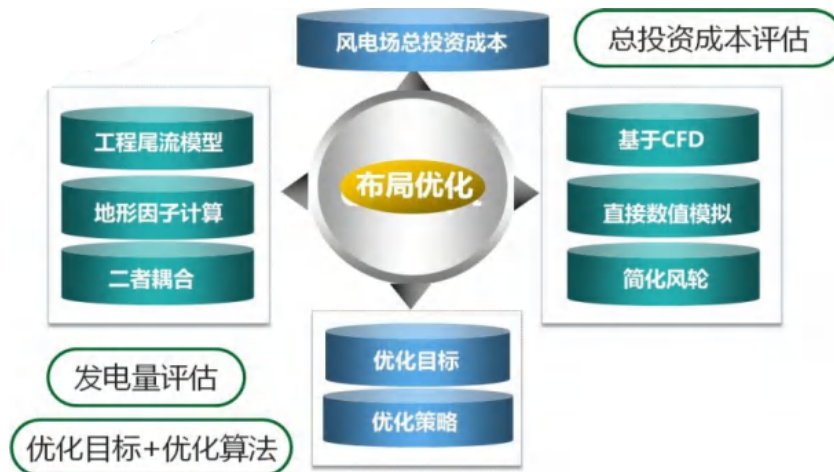 风电场总投资成本
总投资成本评估
工程尾流模型
地形因子计算
二者耦合
布局优化
基于CFD
直接数值模拟
简化风轮
优化目标
优化策略
发电量评估
优化目标+优化算法